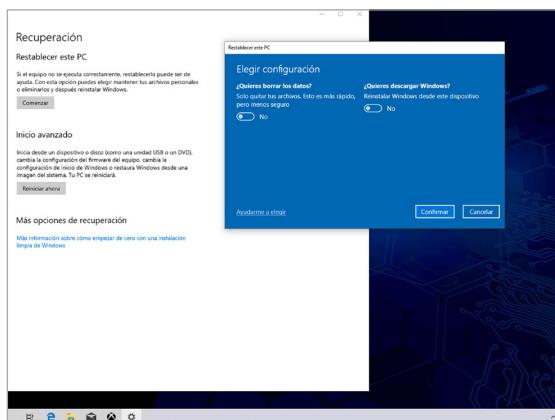 Recuperación
Restablecer este PC
Si el equipo no se ejecuta correctamente, restablecerlo puede ser de
ayuda. Con esta opción puedes elegir mantener tus archivos personales
o eliminarlos y después reinstalar Windows.
Comenzar
Inicio avanzado
Inicia desde un dispositivo o disco (como una unidad USB o un DVD),
cambia la configuración del firmware del equipo, cambia la
configuración de inicio de Windows o restaura Windows desde una
imagen del sistema. Tu PC se reiniciará.
Reiniciar ahora
Más opciones de recuperación
Más información sobre cómo empezar de cero con una instalación
limpia de Windows
Restablecer este PC
Elegir configuración
¿Quieres borrar los datos?
Solo quitar tus archivos. Esto es más rápido,
pero menos seguro
No
¿Quieres descargar Windows?
Reinstalar Windows desde este dispositivo
No
Ayudarme a elegir
Confirmar
Cancelar